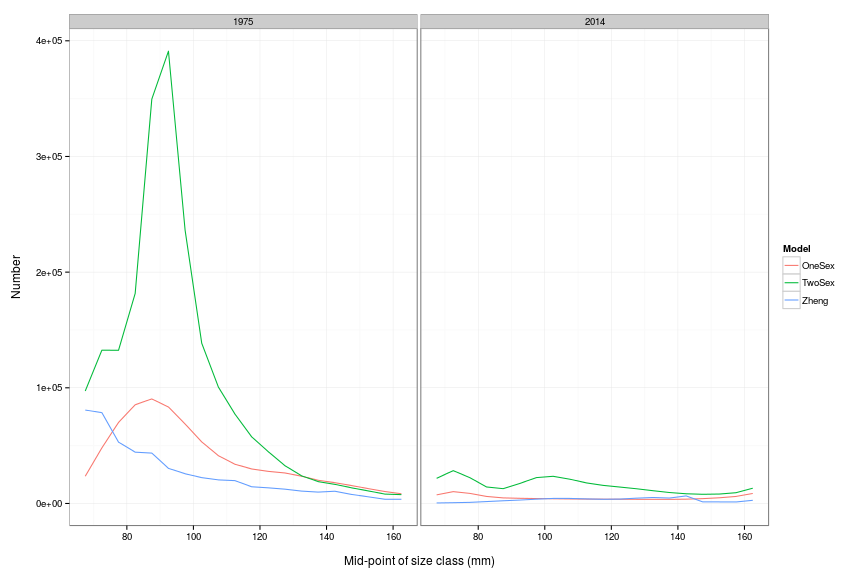 1975 2014
4e+05
3e+05
2e+05
1e+05
0e+00
Number
80 100 120 140 160 80 100 120 140 160
Mid-point of size class (mm)
Model
OneSex
TwoSex
Zheng